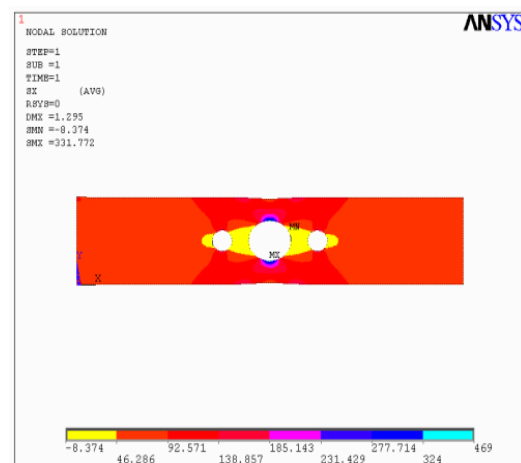 1
ANSYS
NODAL SOLUTION
STEP=1
SUB =1
TIME=1
SX (AVG)
RSYS=0
DMX =1.295
SMN =-8.374
SMX =331.772
MN
MX
Y
X
-8.374 92.571 185.143 277.714 469
46.286 138.857 231.429 324